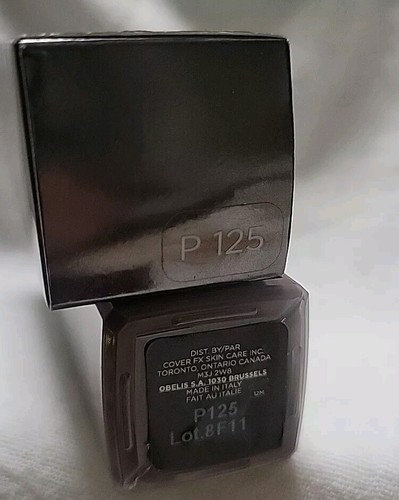 P 125
DIST. BY/PAR
COVER FX SKIN CARE INC.
TORONTO, ONTARIO CANADA
M3J 2W8
OBELIS S.A. 1030 BRUSSELS
MADE IN ITALY
FAIT AU ITALIE
12M
P125
Lot.8F11